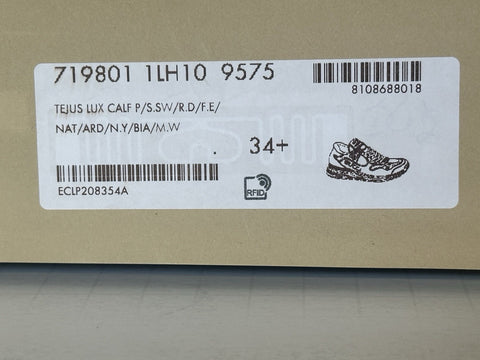 719801 1LH10 9575
8108688018
TEJUS LUX CALF P/S.SW/R.D/F.E/
NAT/ARD/N.Y/BIA/M.W
. 34+
ECLP208354A
RFID